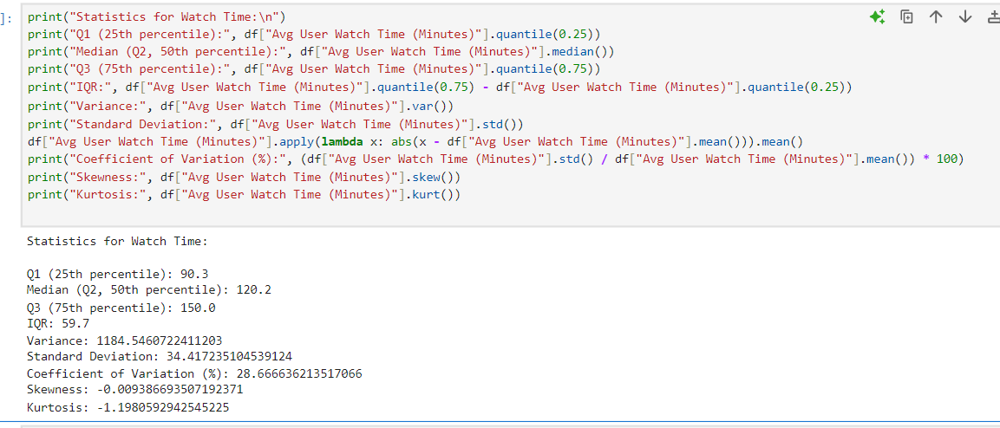 ]:
print("Statistics for Watch Time:\n")
print("Q1 (25th percentile):", df["Avg User Watch Time (Minutes)"].quantile(0.25))
print("Median (Q2, 50th percentile):", df["Avg User Watch Time (Minutes)"].median())
print("Q3 (75th percentile):", df["Avg User Watch Time (Minutes)"].quantile(0.75))
print("IQR:", df["Avg User Watch Time (Minutes)"].quantile(0.75) - df["Avg User Watch Time (Minutes)"].quantile(0.25))
print("Variance:", df["Avg User Watch Time (Minutes)"].var())
print("Standard Deviation:", df["Avg User Watch Time (Minutes)"].std())
df["Avg User Watch Time (Minutes)"].apply(lambda x: abs(x - df["Avg User Watch Time (Minutes)"].mean())).mean()
print("Coefficient of Variation (%):", (df["Avg User Watch Time (Minutes)"].std() / df["Avg User Watch Time (Minutes)"].mean()) * 100)
print("Skewness:", df["Avg User Watch Time (Minutes)"].skew())
print("Kurtosis:", df["Avg User Watch Time (Minutes)"].kurt())
Statistics for Watch Time:
Q1 (25th percentile): 90.3
Median (Q2, 50th percentile): 120.2
Q3 (75th percentile): 150.0
IQR: 59.7
Variance: 1184.5460722411203
Standard Deviation: 34.417235104539124
Coefficient of Variation (%): 28.666636213517066
Skewness: -0.009386693507192371
Kurtosis: -1.1980592942545225